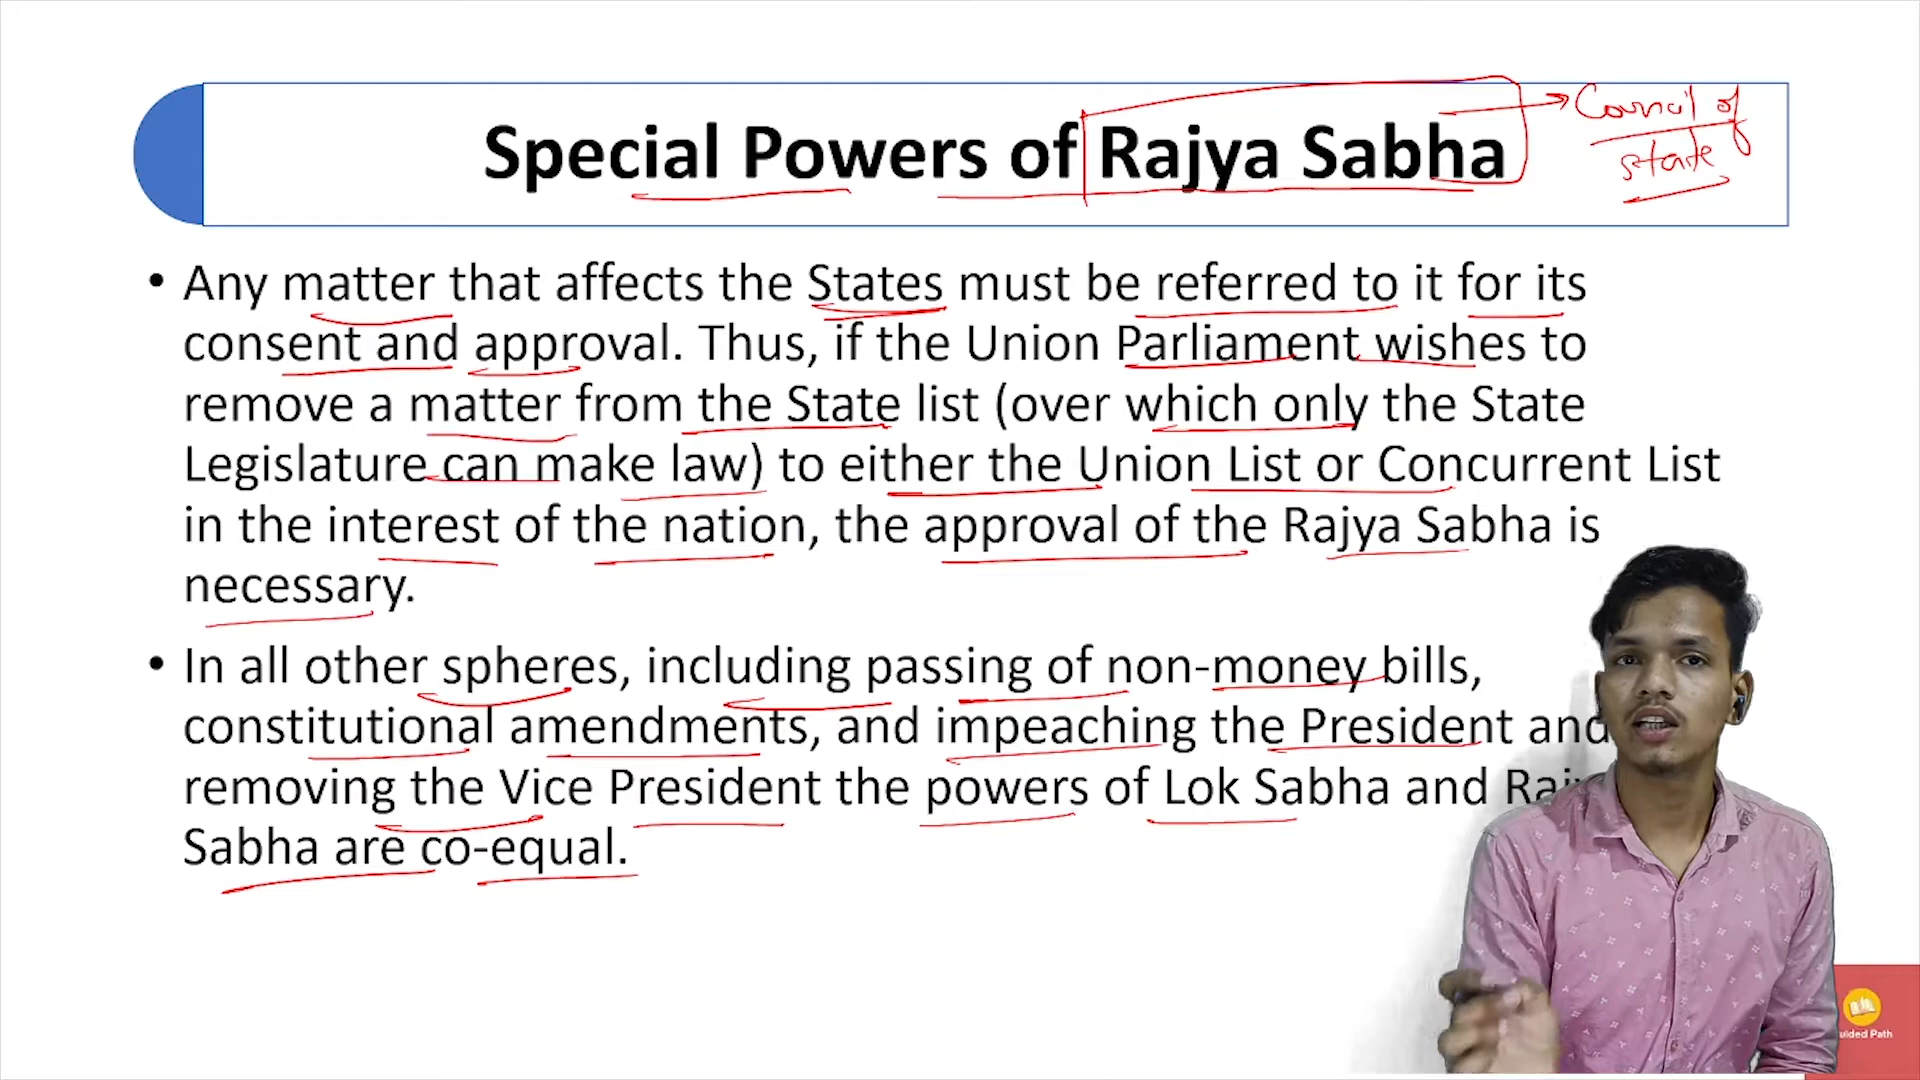 Special Powers of Rajya Sabha
Council of
state
• Any matter that affects the States must be referred to it for its
consent and approval. Thus, if the Union Parliament wishes to
remove a matter from the State list (over which only the State
Legislature can make law) to either the Union List or Concurrent List
in the interest of the nation, the approval of the Rajya Sabha is
necessary.
• In all other spheres, including passing of non-money bills,
constitutional amendments, and impeaching the President and
removing the Vice President the powers of Lok Sabha and
Sabha are co-equal.
Path